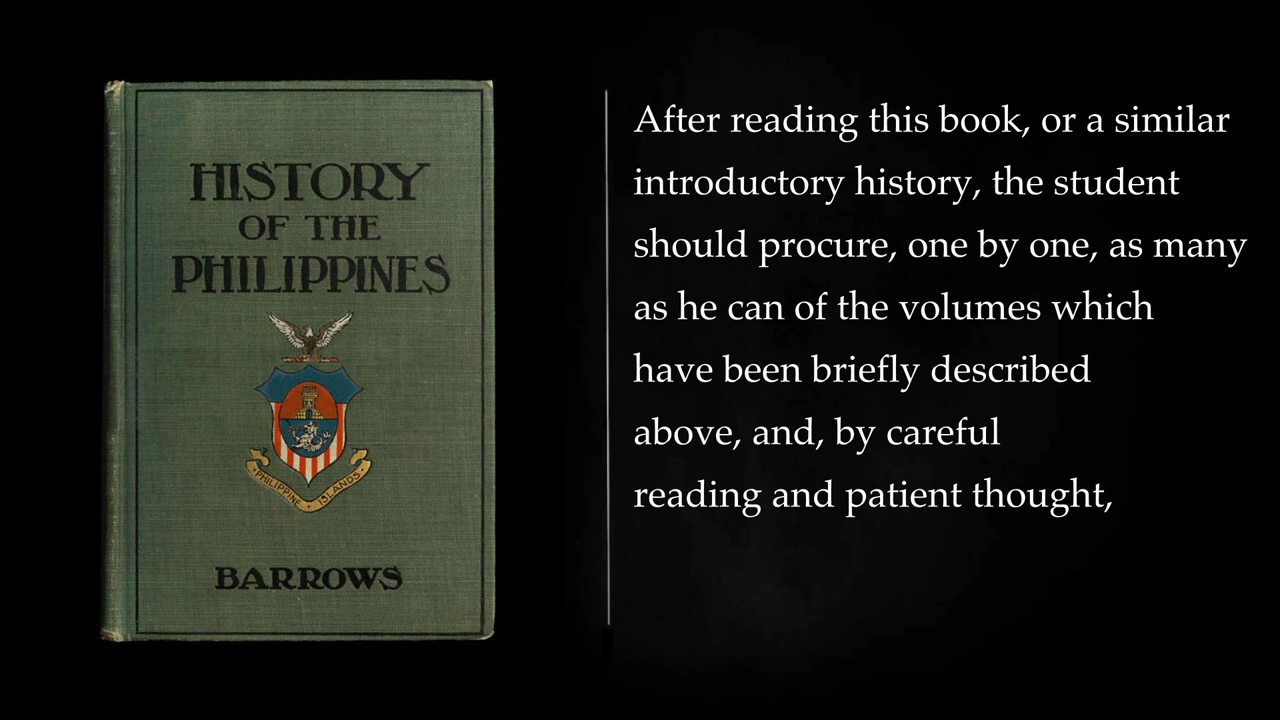 HISTORY
OF THE
PHILIPPINES
PHILIPPINE ISLANDS
BARROWS
After reading this book, or a similar
introductory history, the student
should procure, one by one, as many
as he can of the volumes which
have been briefly described
above, and, by careful
reading and patient thought,